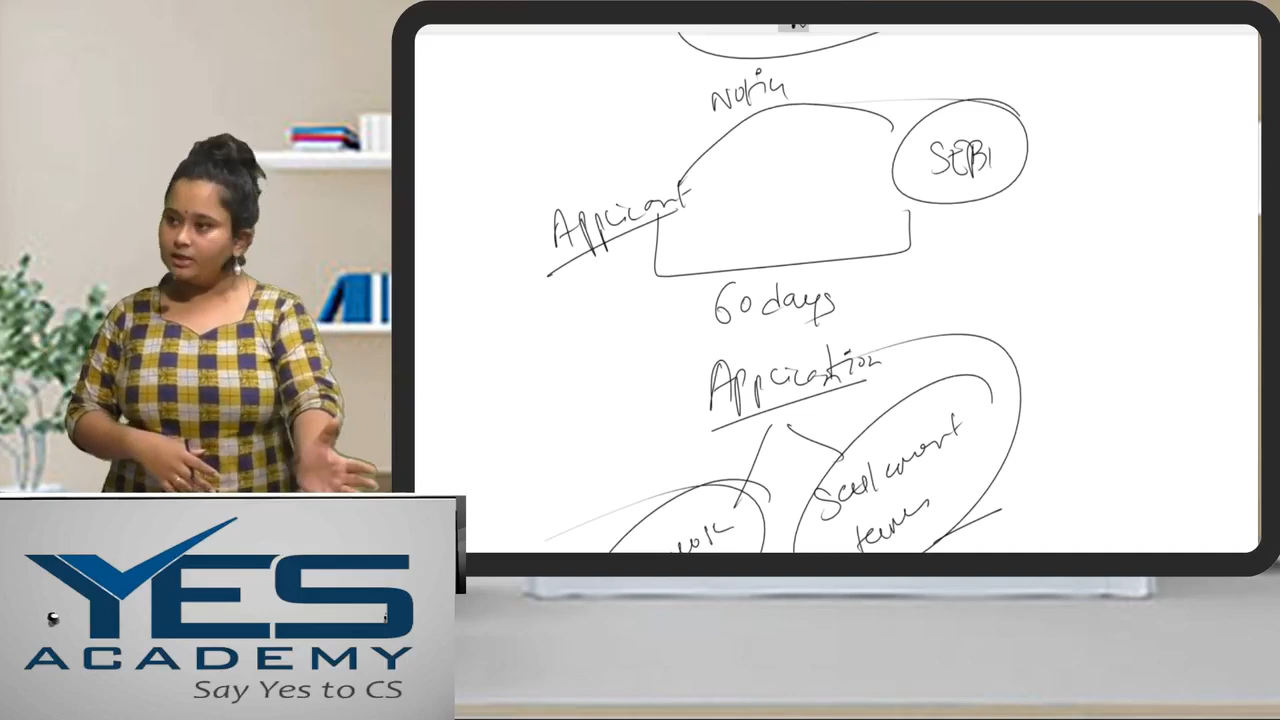 Notice
SEBI
Applicant
60 days
Application
Settlement
terms
YES
ACADEMY
Say Yes to CS